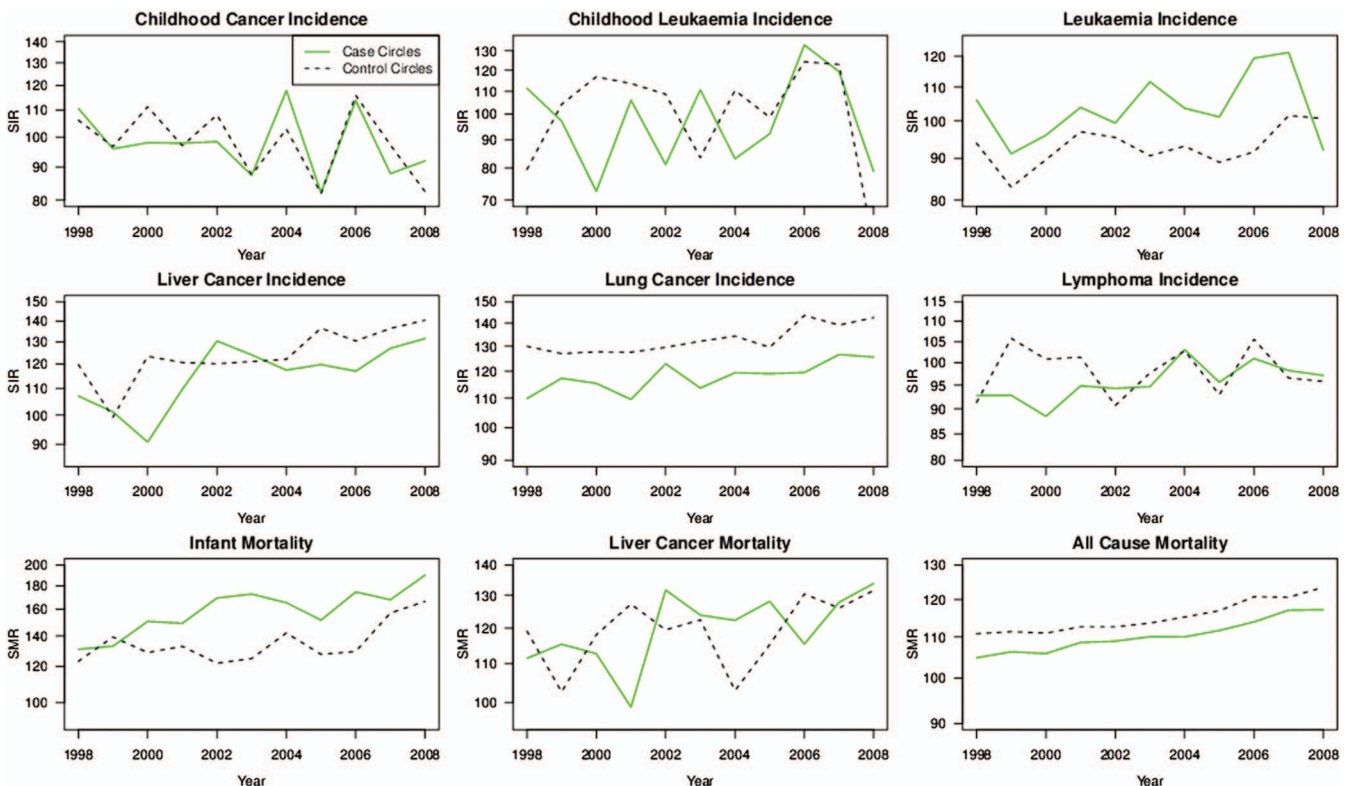 Childhood Cancer Incidence
140
130
120
110
100
90
80
SIR
Case Circles
Control Circles
1998 2000 2002 2004 2006 2008
Year
Childhood Leukaemia Incidence
130
120
110
100
90
80
70
SIR
1998 2000 2002 2004 2006 2008
Year
Leukaemia Incidence
120
110
100
90
80
SIR
1998 2000 2002 2004 2006 2008
Year
Liver Cancer Incidence
150
140
130
120
110
100
90
SIR
1998 2000 2002 2004 2006 2008
Year
Lung Cancer Incidence
150
140
130
120
110
100
90
SIR
1998 2000 2002 2004 2006 2008
Year
Lymphoma Incidence
115
110
105
100
95
90
85
80
SIR
1998 2000 2002 2004 2006 2008
Year
Infant Mortality
200
180
160
140
120
100
SMR
1998 2000 2002 2004 2006 2008
Year
Liver Cancer Mortality
140
130
120
110
100
SMR
1998 2000 2002 2004 2006 2008
Year
All Cause Mortality
130
120
110
100
90
SMR
1998 2000 2002 2004 2006 2008
Year